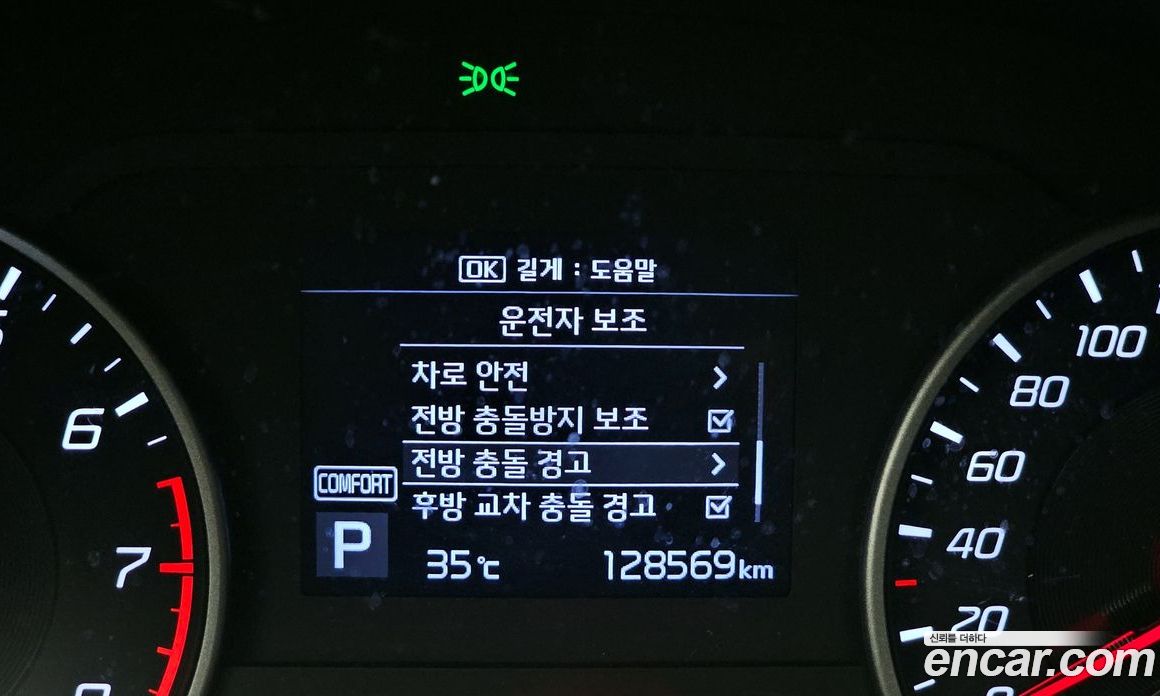 OK 길게 : 도움말
운전자 보조
차로 안전
전방 충돌방지 보조
전방 충돌 경고
후방 교차 충돌 경고
COMFORT
P
35℃
128569km
6
7
100
80
60
40
20
신뢰를 더하다
encar.com